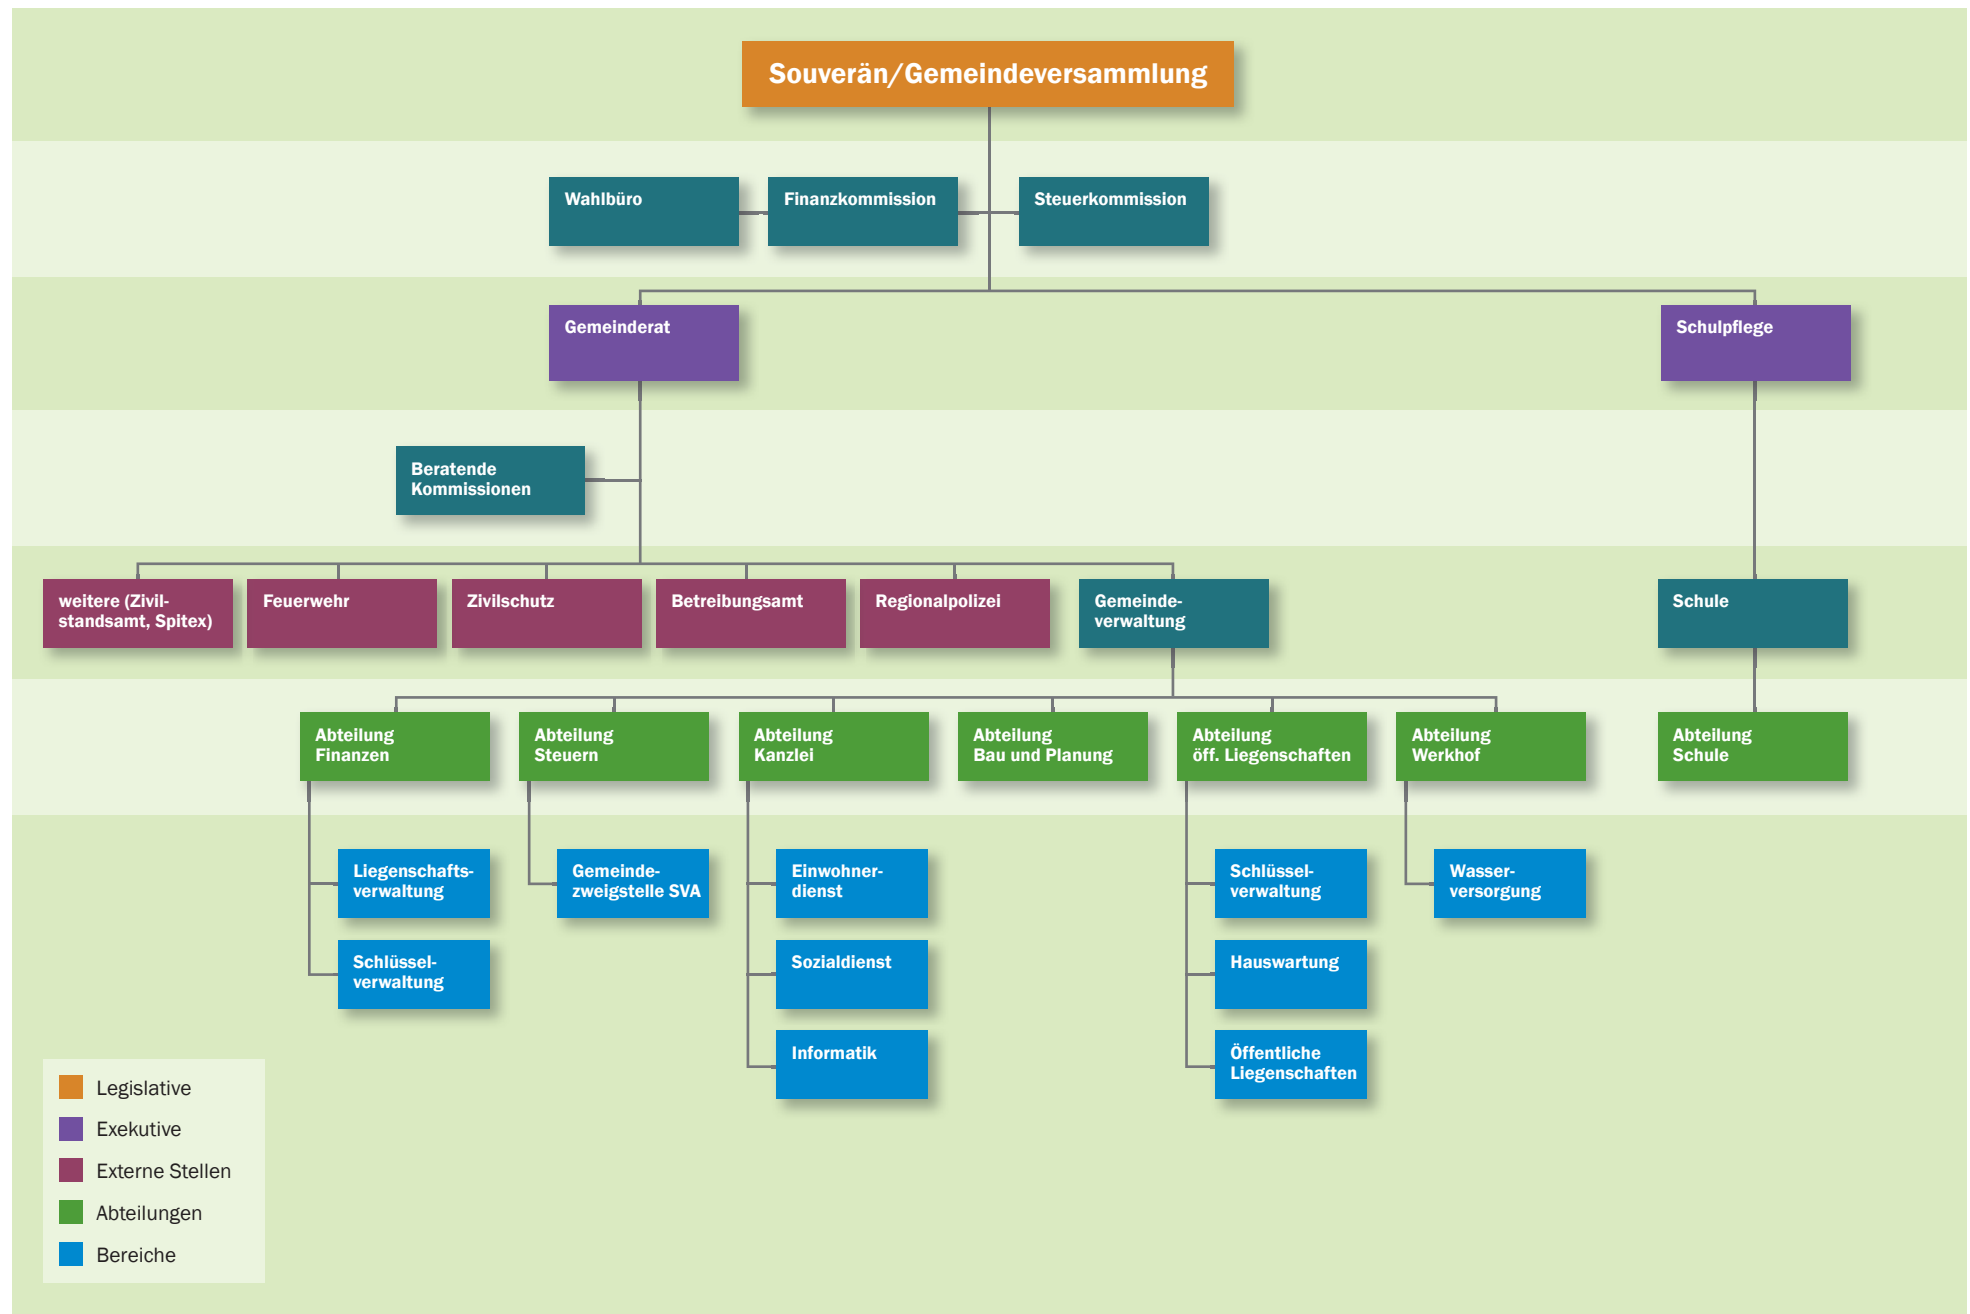 Souverän/Gemeindeversammlung
Wahlbüro
Finanzkommission
Steuerkommission
Gemeinderat
Schulpflege
Beratende
Kommissionen
weitere (Zivil-
standsamt, Spitex)
Feuerwehr
Zivilschutz
Betreibungsamt
Regionalpolizei
Gemeinde-
verwaltung
Schule
Abteilung
Finanzen
Abteilung
Steuern
Abteilung
Kanzlei
Abteilung
Bau und Planung
Abteilung
öff. Liegenschaften
Abteilung
Werkhof
Abteilung
Schule
Liegenschafts-
verwaltung
Gemeinde-
zweigstelle SVA
Einwohner-
dienst
Schlüssel-
verwaltung
Wasser-
versorgung
Schlüssel-
verwaltung
Sozialdienst
Hauswartung
Informatik
Öffentliche
Liegenschaften
Legislative
Exekutive
Externe Stellen
Abteilungen
Bereiche